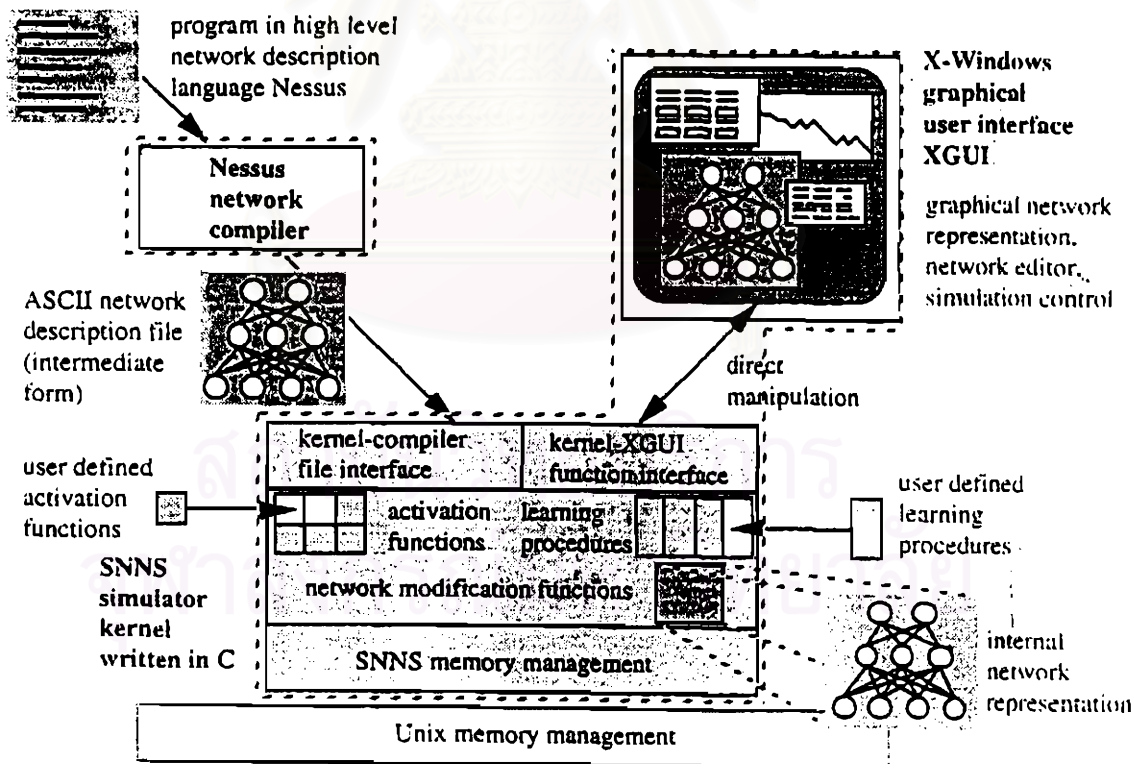 program in high level
network description
language Nessus
X-Windows
graphical
user interface
XGUI
graphical network
representation,
network editor,
simulation control
Nessus
network
compiler
ASCII network
description file
(intermediate
form)
direct
manipulation
kernel-compiler
file interface
kernel-XGUI
function interface
user defined
activation
functions
activation
functions
learning
procedures
user defined
learning
procedures
network modification functions
SNNS
simulator
kernel
written in C
SNNS memory management
internal
network
representation
Unix memory management